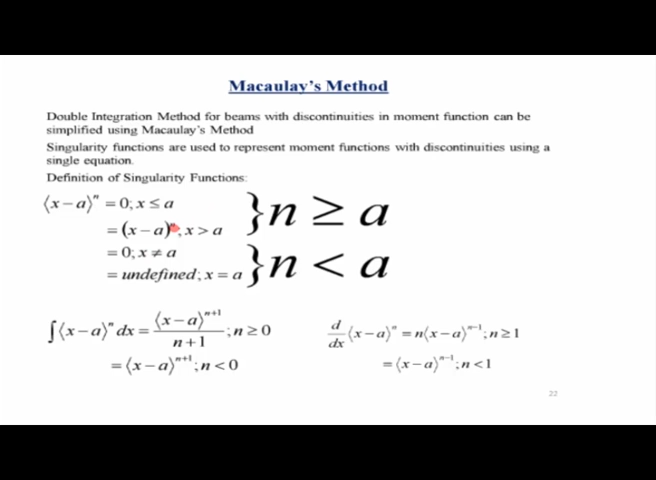 Macaulay's Method
Double Integration Method for beams with discontinuities in moment function can be
simplified using Macaulay's Method
Singularity functions are used to represent moment functions with discontinuities using a
single equation.
Definition of Singularity Functions:
⟨x − a⟩ⁿ = 0; x ≤ a
= (x − a)ⁿ, x > a
} n ≥ a
= 0; x ≠ a
= undefined; x = a
} n < a
∫⟨x − a⟩ⁿ dx = ⟨x − a⟩ⁿ⁺¹ / n + 1 ; n ≥ 0
= ⟨x − a⟩ⁿ⁺¹ ; n < 0
d/dx ⟨x − a⟩ⁿ = n⟨x − a⟩ⁿ⁻¹ ; n ≥ 1
= ⟨x − a⟩ⁿ⁻¹ ; n < 1
22